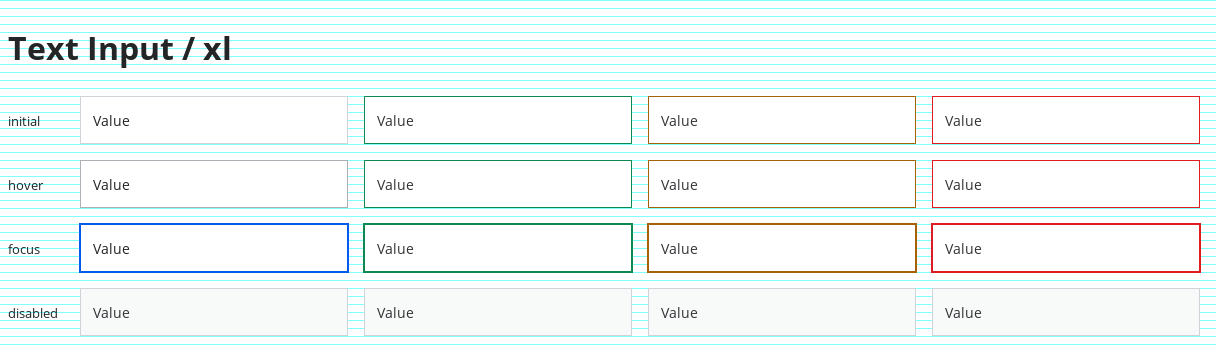 Text Input / xl
initial Value Value Value Value
hover Value Value Value Value
focus Value Value Value Value
disabled Value Value Value Value